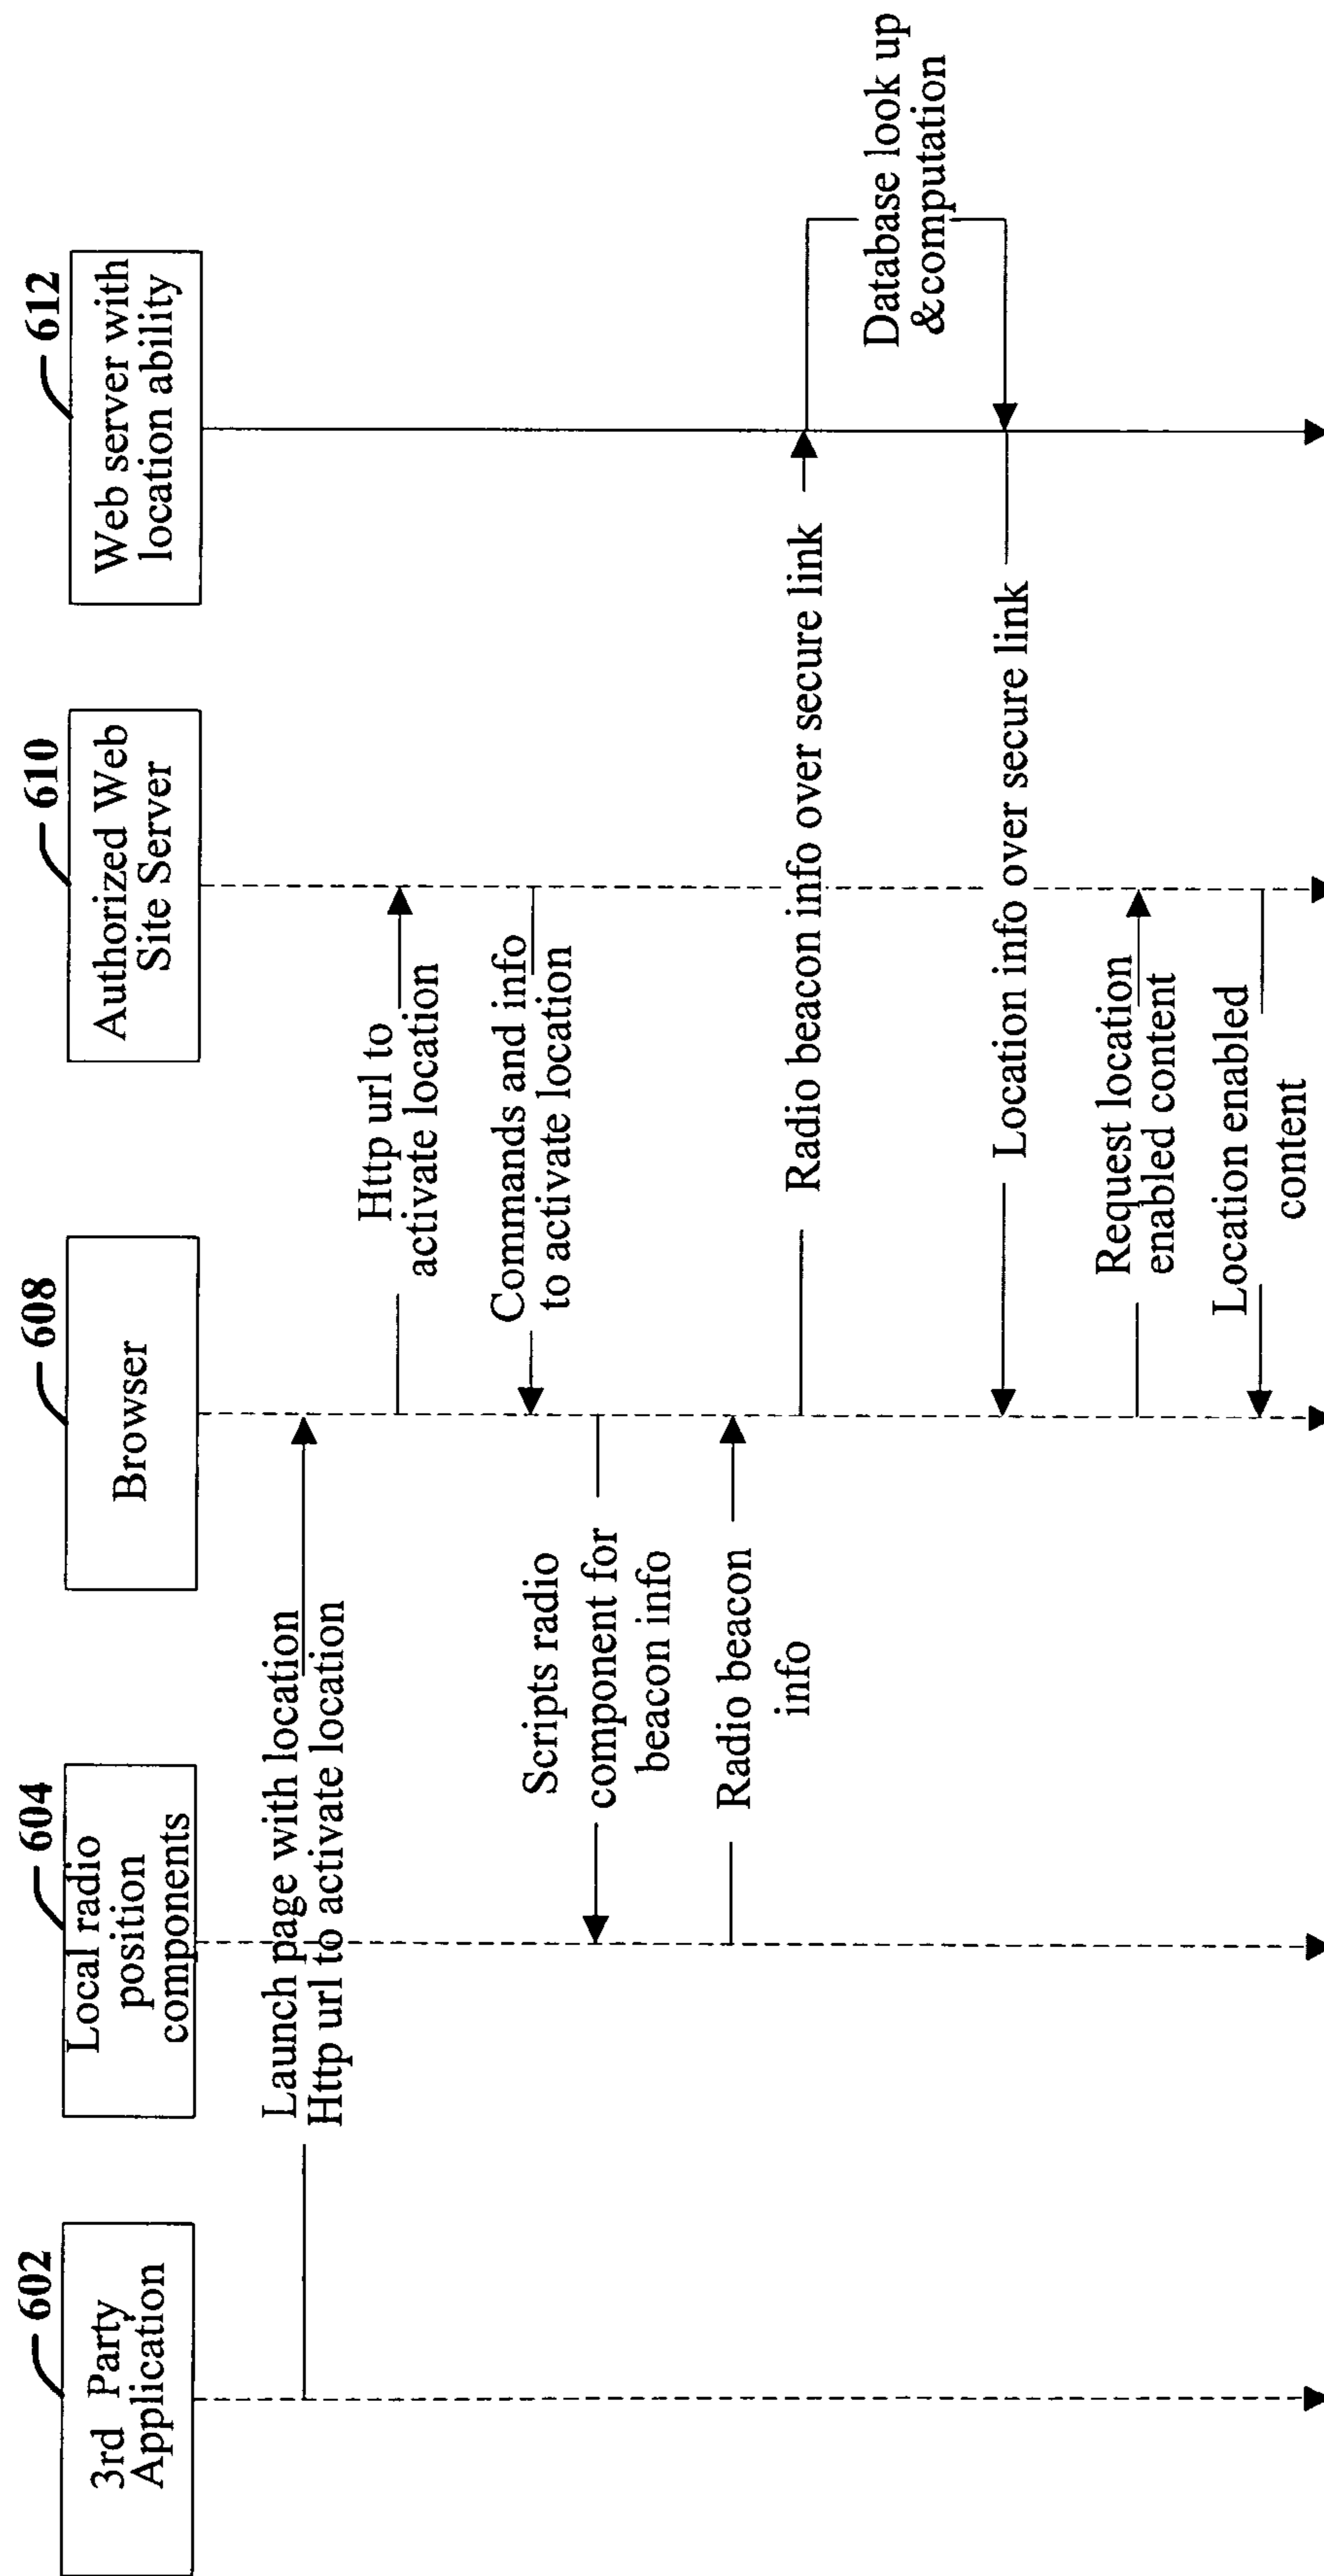 602
3rd Party
Application
604
Local radio
position
components
608
Browser
610
Authorized Web
Site Server
612
Web server with
location ability
Launch page with location
Http url to activate location
Http url to
activate location
Commands and info
to activate location
Scripts radio
component for
beacon info
Radio beacon
info
Radio beacon info over secure link
Database look up
&computation
Location info over secure link
Request location
enabled content
Location enabled
content